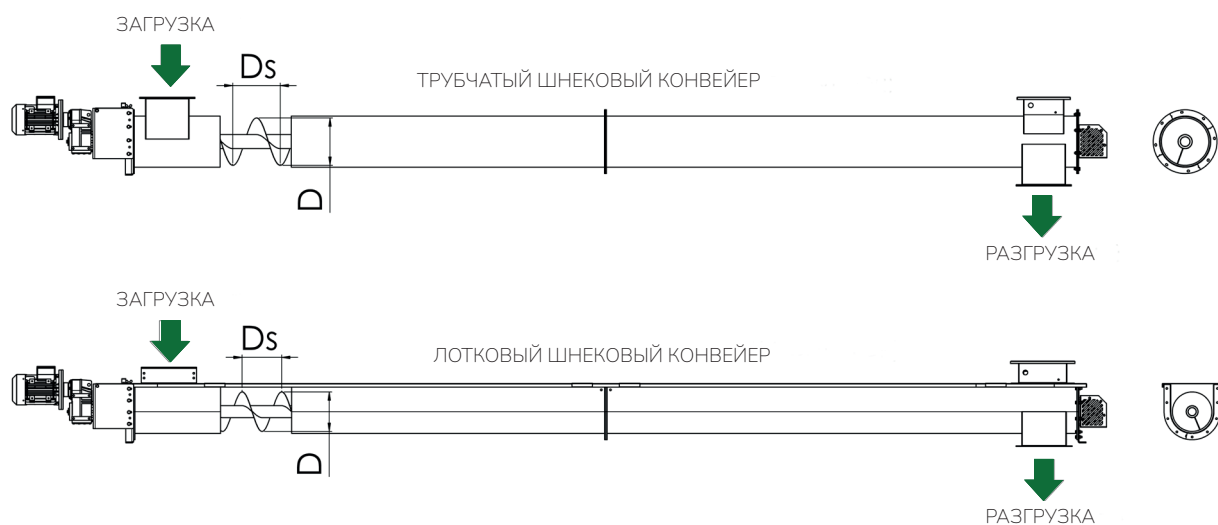 ЗАГРУЗКА
Ds
ТРУБЧАТЫЙ ШНЕКОВЫЙ КОНВЕЙЕР
D
РАЗГРУЗКА
ЗАГРУЗКА
Ds
ЛОТКОВЫЙ ШНЕКОВЫЙ КОНВЕЙЕР
D
РАЗГРУЗКА